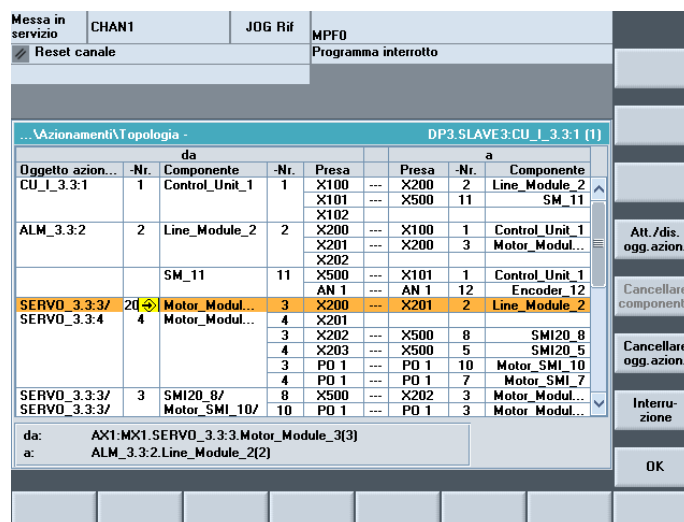 Messa in servizio
CHAN1
JOG Rif
MPF0
Reset canale
Programma interrotto
...\Azionamenti\Topologia -
DP3.SLAVE3:CU_I_3.3:1 (1)
da a
Oggetto azion... -Nr. Componente -Nr. Presa Presa -Nr. Componente
CU_I_3.3:1 1 Control_Unit_1 1 X100 --- X200 2 Line_Module_2
X101 --- X500 11 SM_11
X102
ALM_3.3:2 2 Line_Module_2 2 X200 --- X100 1 Control_Unit_1
X201 --- X200 3 Motor_Modul...
X202
SM_11 11 X500 --- X101 1 Control_Unit_1
AN 1 --- AN 1 12 Encoder_12
SERVO_3.3:3/ 20 Motor_Modul... 3 X200 --- X201 2 Line_Module_2
SERVO_3.3:4 4 Motor_Modul... 4 X201
3 X202 --- X500 8 SMI20_8
4 X203 --- X500 5 SMI20_5
3 PO 1 --- PO 1 10 Motor_SMI_10
4 PO 1 --- PO 1 7 Motor_SMI_7
SERVO_3.3:3/ 3 SMI20_8/ 8 X500 --- X202 3 Motor_Modul...
SERVO_3.3:3/ Motor_SMI_10/ 10 PO 1 --- PO 1 3 Motor_Modul...
da: AX1:MX1.SERVO_3.3:3.Motor_Module_3(3)
a: ALM_3.3:2.Line_Module_2(2)
Att./dis.
ogg.azion.
Cancellare
component
Cancellare
ogg.azion.
Interru-
zione
OK